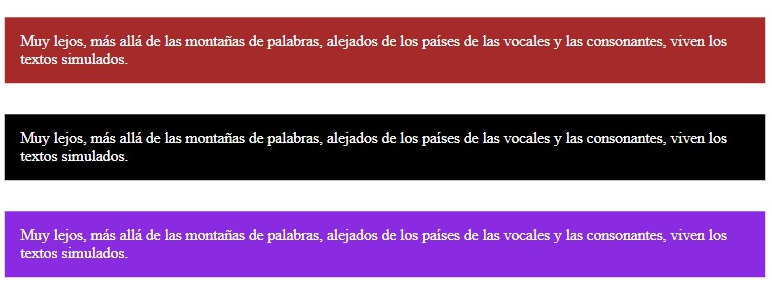 Muy lejos, más allá de las montañas de palabras, alejados de los países de las vocales y las consonantes, viven los
textos simulados.
Muy lejos, más allá de las montañas de palabras, alejados de los países de las vocales y las consonantes, viven los
textos simulados.
Muy lejos, más allá de las montañas de palabras, alejados de los países de las vocales y las consonantes, viven los
textos simulados.